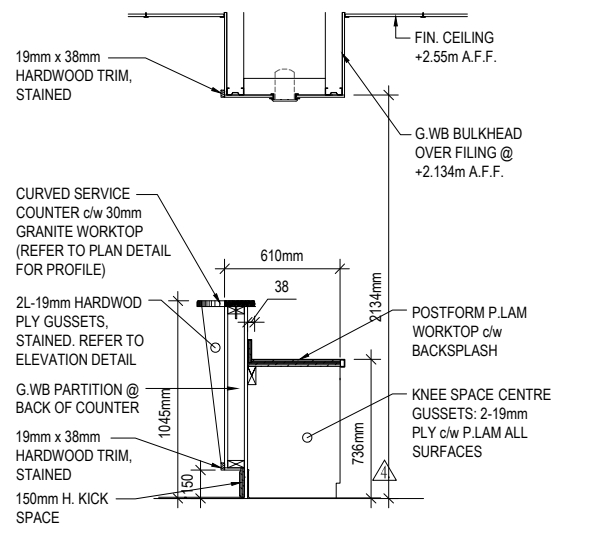 FIN. CEILING
+2.55m A.F.F.
19mm x 38mm
HARDWOOD TRIM,
STAINED
G.WB BULKHEAD
OVER FILING @
+2.134m A.F.F.
CURVED SERVICE
COUNTER c/w 30mm
GRANITE WORKTOP
(REFER TO PLAN DETAIL
FOR PROFILE)
610mm
38
2134mm
2L-19mm HARDWOD
PLY GUSSETS,
STAINED. REFER TO
ELEVATION DETAIL
POSTFORM P.LAM
WORKTOP c/w
BACKSPLASH
G.WB PARTITION @
BACK OF COUNTER
1045mm
KNEE SPACE CENTRE
GUSSETS: 2-19mm
PLY c/w P.LAM ALL
SURFACES
736mm
19mm x 38mm
HARDWOOD TRIM,
STAINED
150
4
150mm H. KICK
SPACE